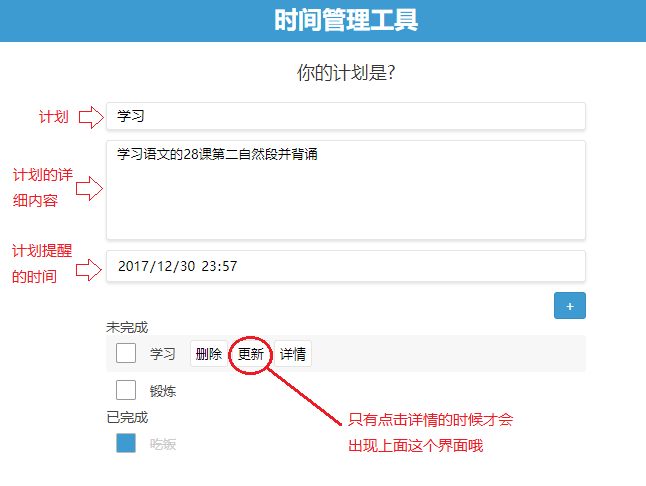 时间管理工具
你的计划是?
计划
学习
计划的详
细内容
学习语文的28课第二自然段并背诵
计划提醒
的时间
2017/12/30 23:57
+
未完成
学习 删除 更新 详情
锻炼
已完成
吃饭
只有点击详情的时候才会
出现上面这个界面哦